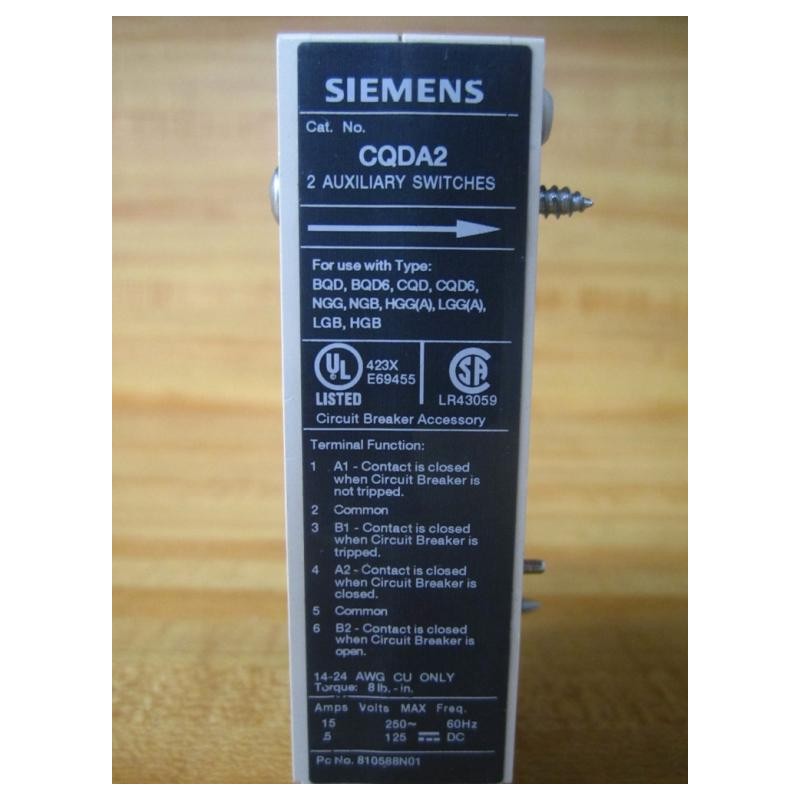 SIEMENS
Cat. No.
CQDA2
2 AUXILIARY SWITCHES
For use with Type:
BQD, BQD6, CQD, CQD6,
NGG, NGB, HGG(A), LGG(A),
LGB, HGB
UL 423X
E69455
LISTED
SA
LR43059
Circuit Breaker Accessory
Terminal Function:
1 A1 - Contact is closed
when Circuit Breaker is
not tripped.
2 Common
3 B1 - Contact is closed
when Circuit Breaker is
tripped.
4 A2 - Contact is closed
when Circuit Breaker is
closed.
5 Common
6 B2 - Contact is closed
when Circuit Breaker is
open.
14-24 AWG CU ONLY
Torque: 8 lb. - in.
Amps Volts MAX Freq.
15 250~ 60Hz
.5 125 ⎓ DC
Pc No. 810588N01